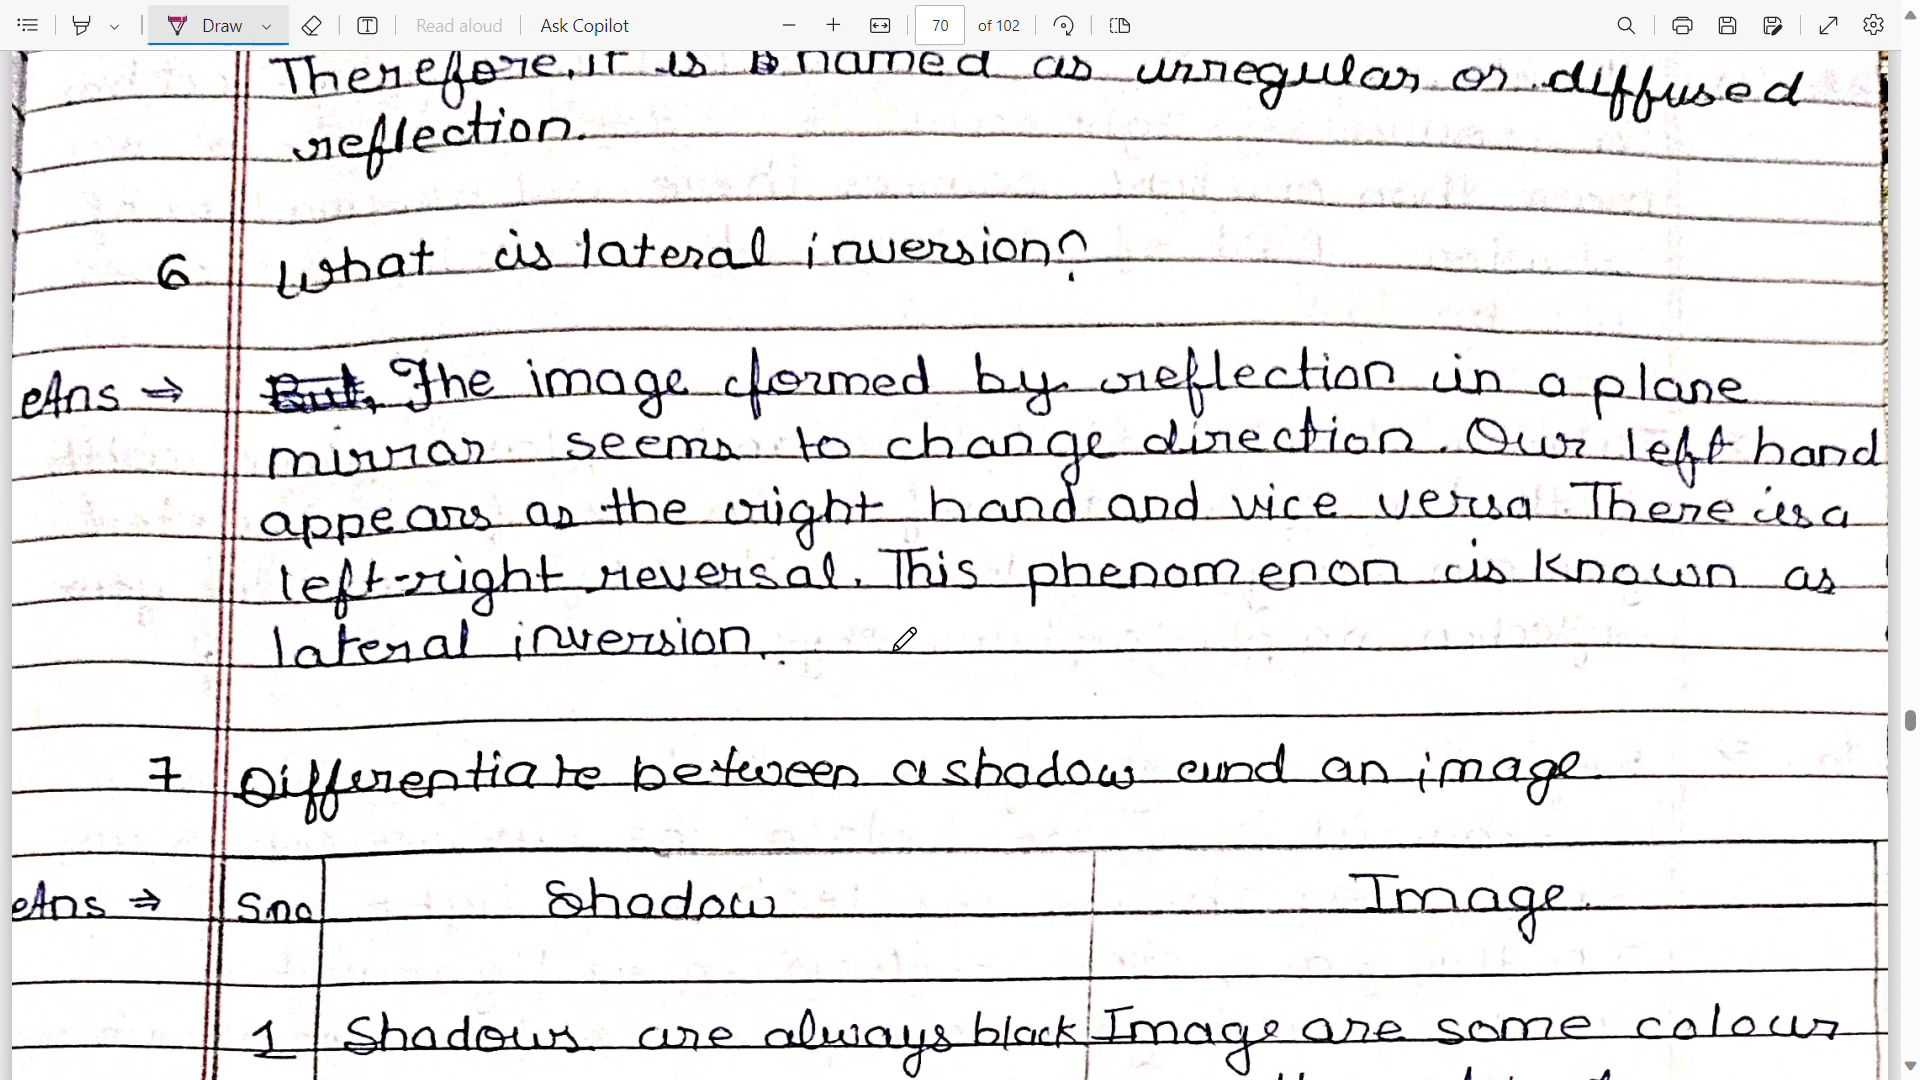 Draw Read aloud Ask Copilot 70 of 102
Therefore, it is named as irregular or diffused
reflection.
6 What is lateral inversion?
Ans ⇒ But, The image formed by reflection in a plane
mirrar seems to change direction. Our left hand
appears as the right hand and vice versa There is a
left-right reversal. This phenomenon is known as
lateral inversion.
7 Differentiate between a shadow and an image
Ans ⇒ S.no Shadow Image.
1 Shadows are always black Image are some colour